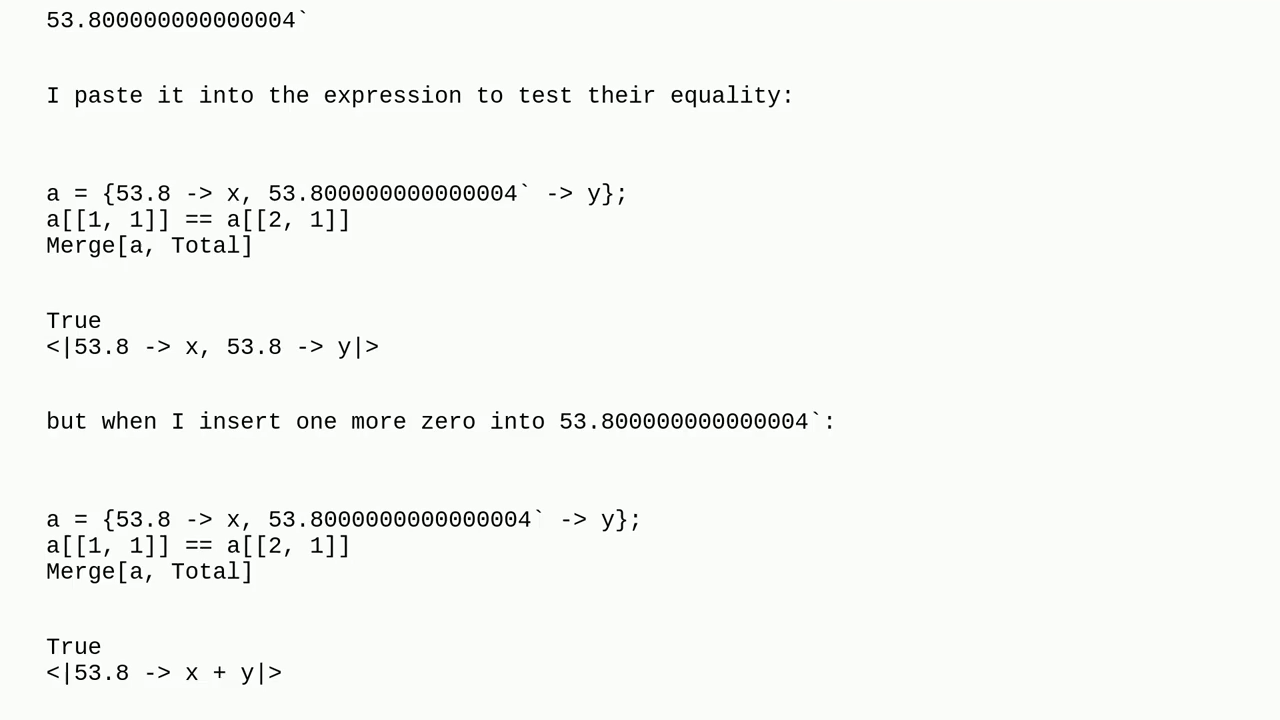 53.800000000000004`
I paste it into the expression to test their equality:
a = {53.8 -> x, 53.800000000000004` -> y};
a[[1, 1]] == a[[2, 1]]
Merge[a, Total]
True
<|53.8 -> x, 53.8 -> y|>
but when I insert one more zero into 53.800000000000004`:
a = {53.8 -> x, 53.8000000000000004` -> y};
a[[1, 1]] == a[[2, 1]]
Merge[a, Total]
True
<|53.8 -> x + y|>